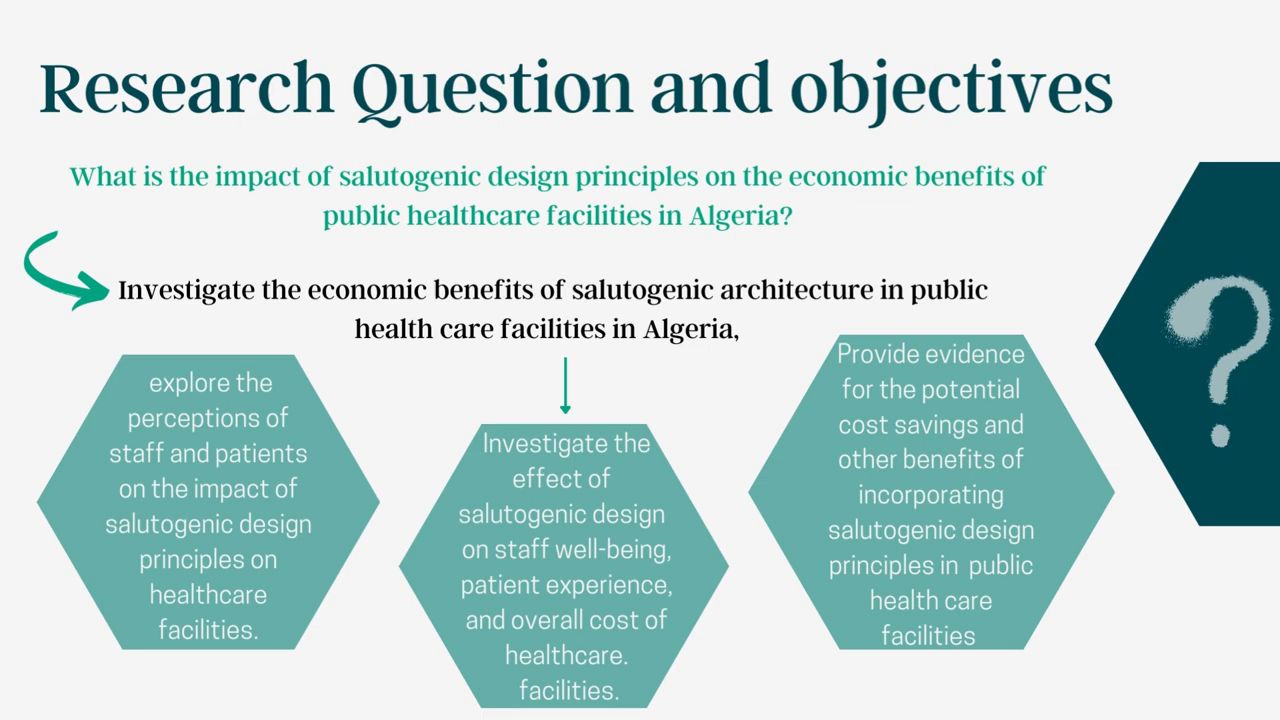 Research Question and objectives
What is the impact of salutogenic design principles on the economic benefits of
public healthcare facilities in Algeria?
Investigate the economic benefits of salutogenic architecture in public
health care facilities in Algeria,
explore the
perceptions of
staff and patients
on the impact of
salutogenic design
principles on
healthcare
facilities.
Investigate the
effect of
salutogenic design
on staff well-being,
patient experience,
and overall cost of
healthcare.
facilities.
Provide evidence
for the potential
cost savings and
other benefits of
incorporating
salutogenic design
principles in public
health care
facilities
?